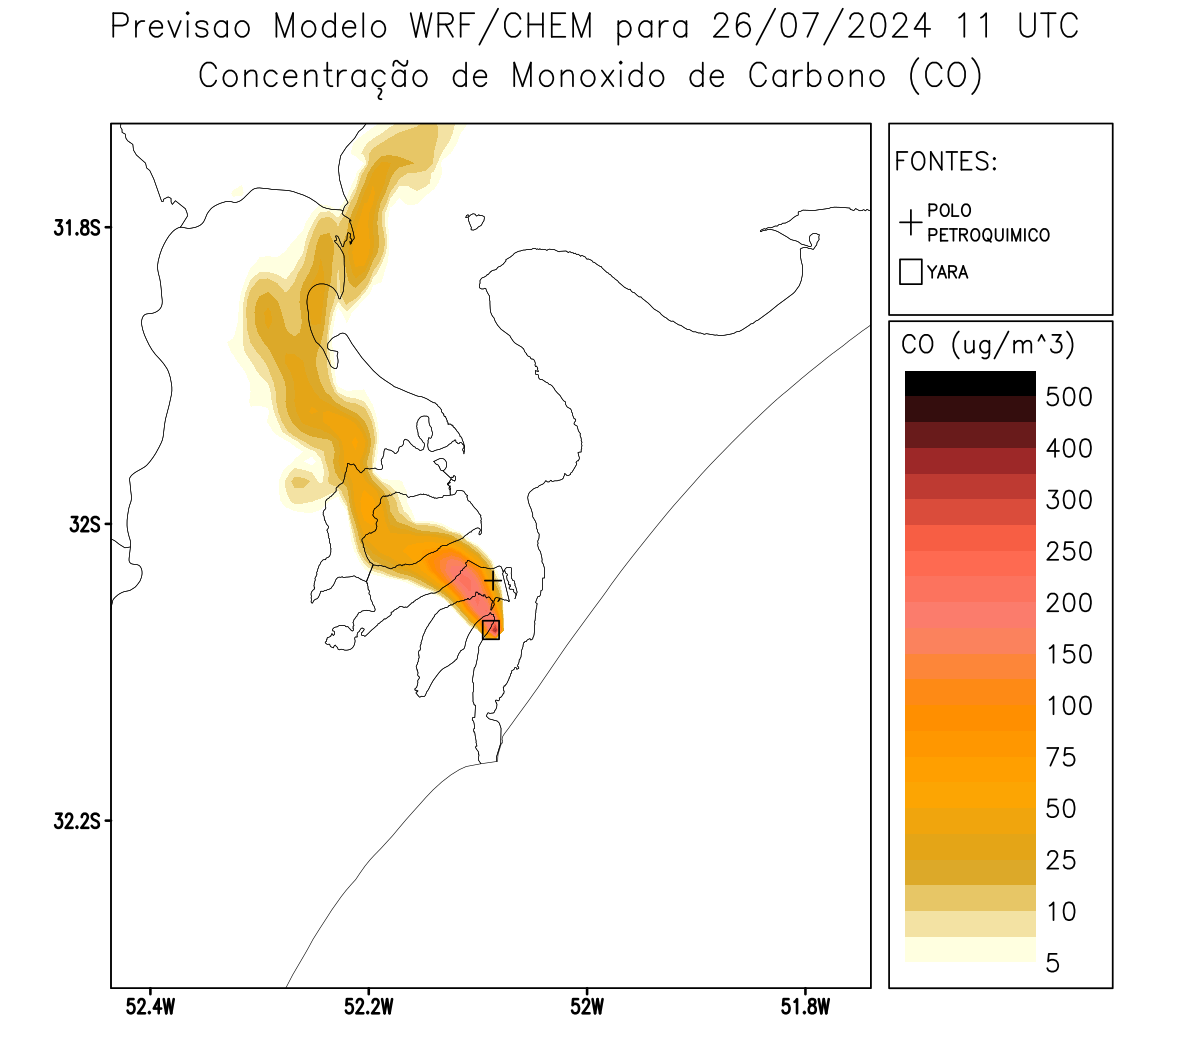 Previsao Modelo WRF/CHEM para 26/07/2024 11 UTC
Concentração de Monoxido de Carbono (CO)
FONTES:
POLO
PETROQUIMICO
YARA
CO (ug/m^3)
500
400
300
250
200
150
100
75
50
25
10
5
31.8S
32S
32.2S
52.4W
52.2W
52W
51.8W